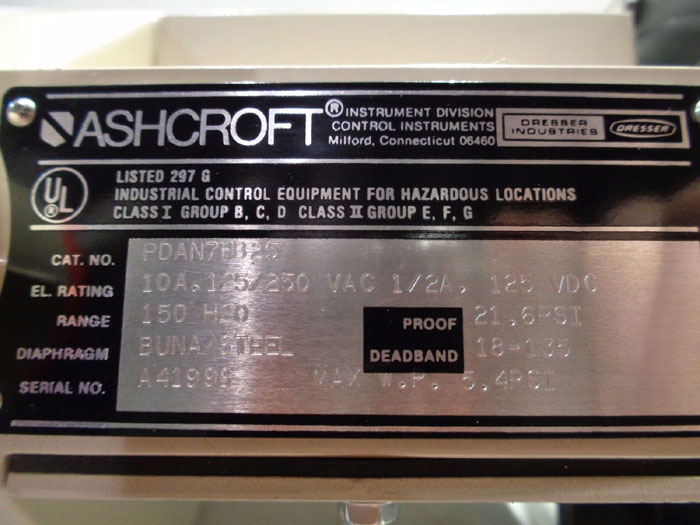 ASHCROFT®
INSTRUMENT DIVISION
CONTROL INSTRUMENTS
Milford, Connecticut 06460
DRESSER INDUSTRIES
DRESSER
UL®
LISTED 297 G
INDUSTRIAL CONTROL EQUIPMENT FOR HAZARDOUS LOCATIONS
CLASS I GROUP B, C, D CLASS II GROUP E, F, G
CAT. NO. PDAN7HB25
EL. RATING 10A,125/250 VAC 1/2A, 125 VDC
RANGE 150 H2O PROOF 21.6PSI
DIAPHRAGM BUNA/STEEL DEADBAND 18-135
SERIAL NO. MAX W.P. 5.4PSI